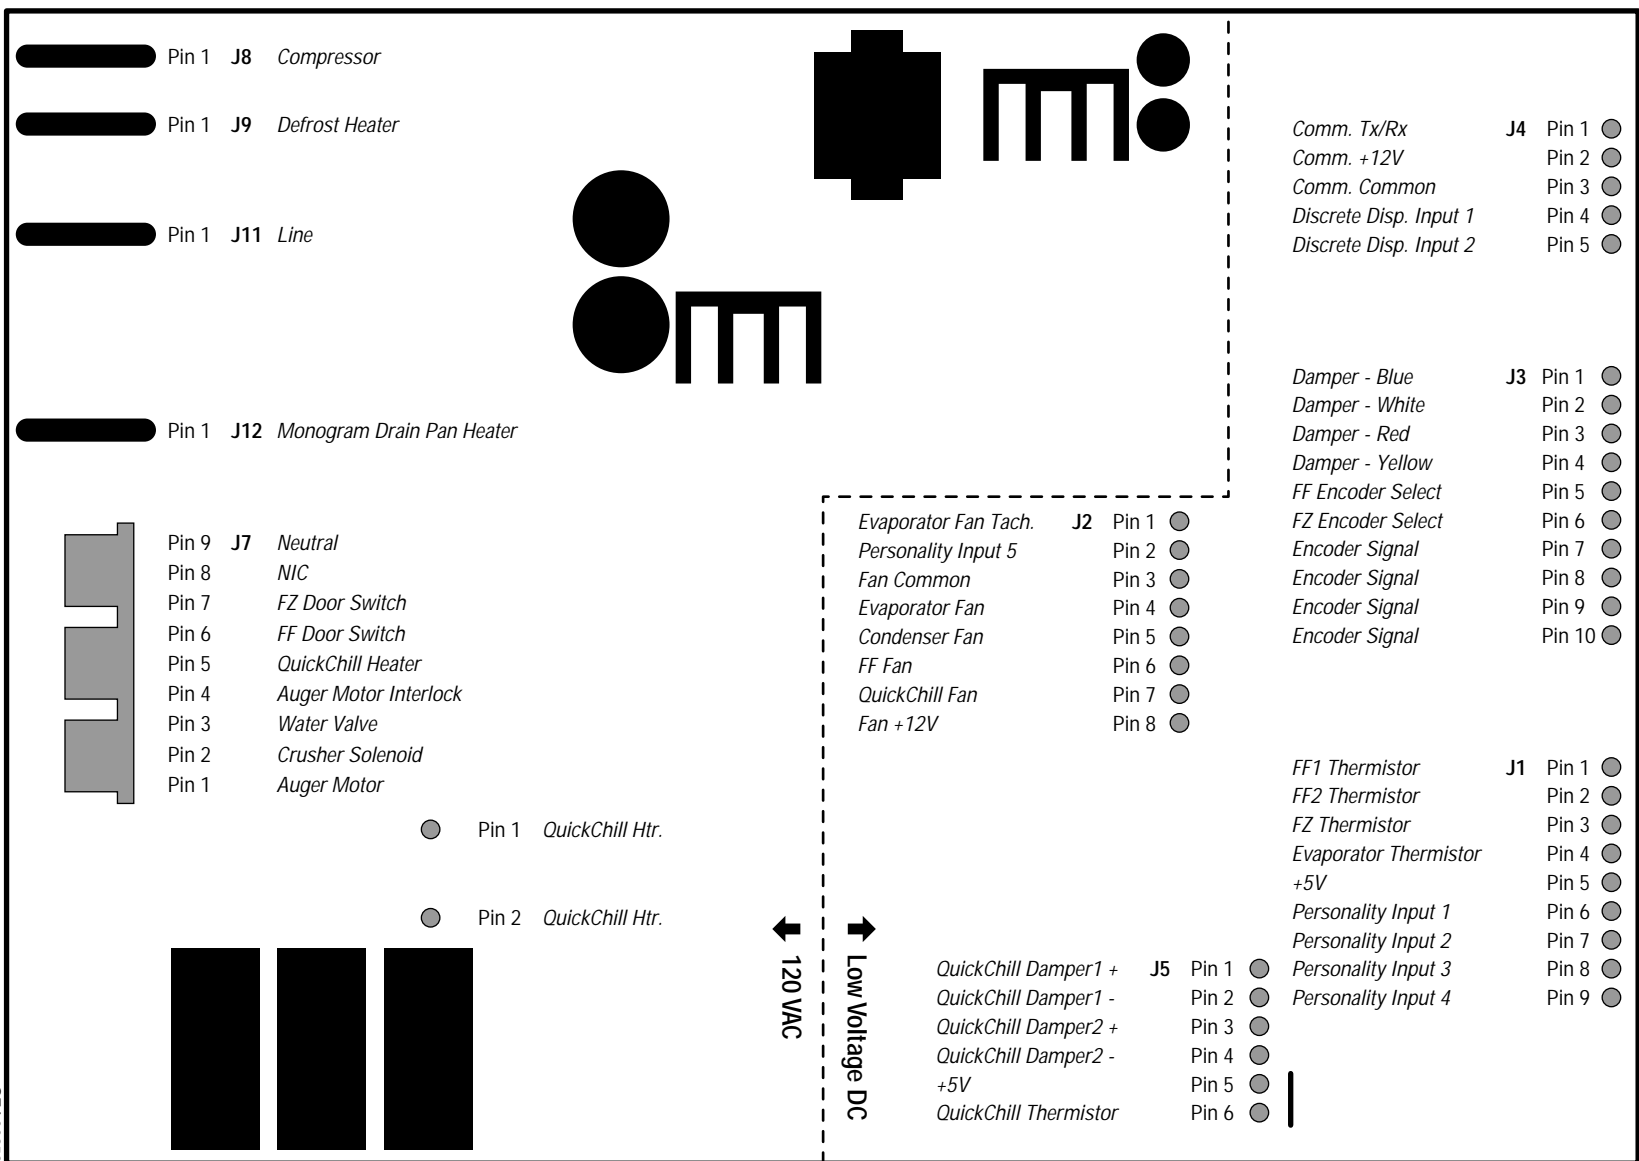 Pin 1 J8 Compressor
Pin 1 J9 Defrost Heater
Pin 1 J11 Line
Pin 1 J12 Monogram Drain Pan Heater
Pin 9 J7 Neutral
Pin 8 NIC
Pin 7 FZ Door Switch
Pin 6 FF Door Switch
Pin 5 QuickChill Heater
Pin 4 Auger Motor Interlock
Pin 3 Water Valve
Pin 2 Crusher Solenoid
Pin 1 Auger Motor
Pin 1 QuickChill Htr.
Pin 2 QuickChill Htr.
120 VAC
Low Voltage DC
Evaporator Fan Tach. J2 Pin 1
Personality Input 5 Pin 2
Fan Common Pin 3
Evaporator Fan Pin 4
Condenser Fan Pin 5
FF Fan Pin 6
QuickChill Fan Pin 7
Fan +12V Pin 8
QuickChill Damper1 + J5 Pin 1
QuickChill Damper1 - Pin 2
QuickChill Damper2 + Pin 3
QuickChill Damper2 - Pin 4
+5V Pin 5
QuickChill Thermistor Pin 6
Comm. Tx/Rx J4 Pin 1
Comm. +12V Pin 2
Comm. Common Pin 3
Discrete Disp. Input 1 Pin 4
Discrete Disp. Input 2 Pin 5
Damper - Blue J3 Pin 1
Damper - White Pin 2
Damper - Red Pin 3
Damper - Yellow Pin 4
FF Encoder Select Pin 5
FZ Encoder Select Pin 6
Encoder Signal Pin 7
Encoder Signal Pin 8
Encoder Signal Pin 9
Encoder Signal Pin 10
FF1 Thermistor J1 Pin 1
FF2 Thermistor Pin 2
FZ Thermistor Pin 3
Evaporator Thermistor Pin 4
+5V Pin 5
Personality Input 1 Pin 6
Personality Input 2 Pin 7
Personality Input 3 Pin 8
Personality Input 4 Pin 9